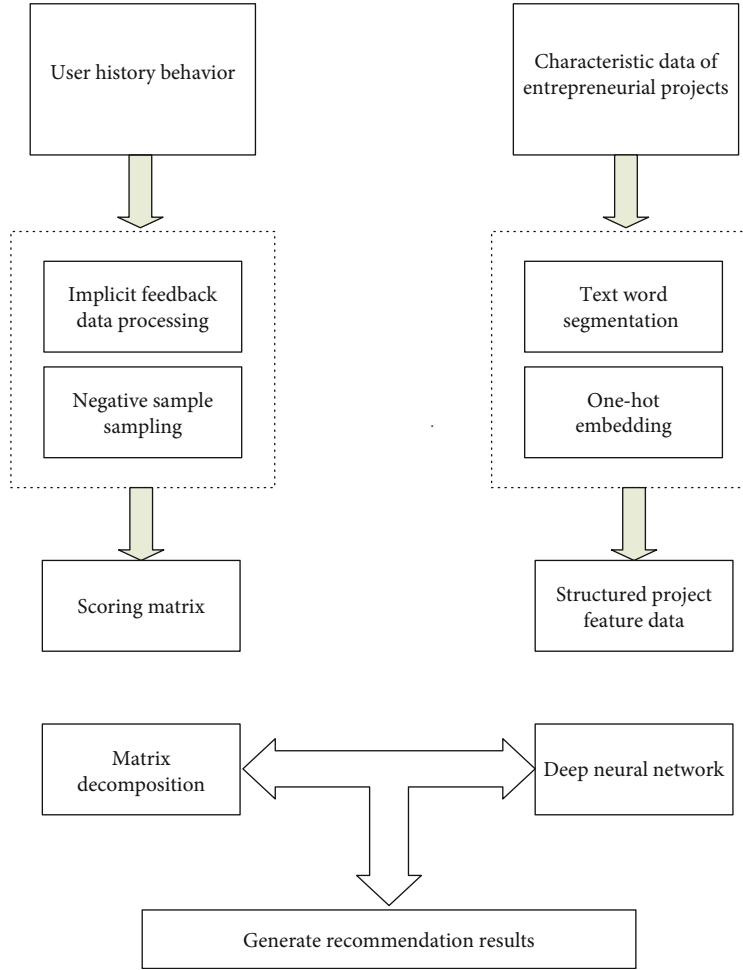 User history behavior
Characteristic data of
entrepreneurial projects
Implicit feedback
data processing
Text word
segmentation
Negative sample
sampling
One-hot
embedding
Scoring matrix
Structured project
feature data
Matrix
decomposition
Deep neural network
Generate recommendation results